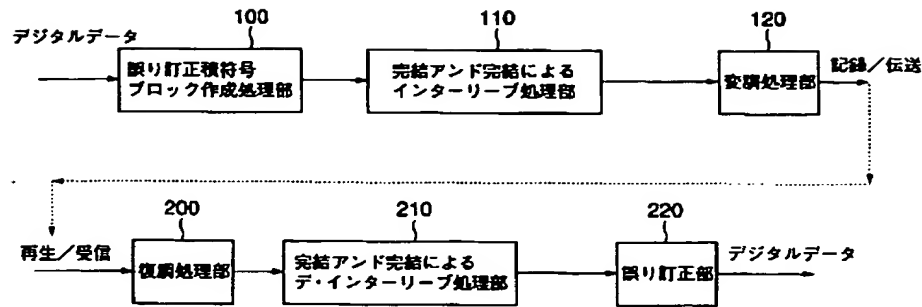 100
110
120
デジタルデータ
誤り訂正積符号
ブロック作成処理部
完結アンド完結による
インターリーブ処理部
変調処理部
記録／伝送
200
210
220
再生／受信
復調処理部
完結アンド完結による
デ・インターリーブ処理部
誤り訂正部
デジタルデータ